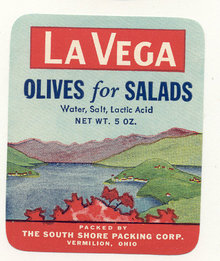 LA VEGA
OLIVES for SALADS
Water, Salt, Lactic Acid
NET WT. 5 OZ.
PACKED BY
THE SOUTH SHORE PACKING CORP.
VERMILION, OHIO